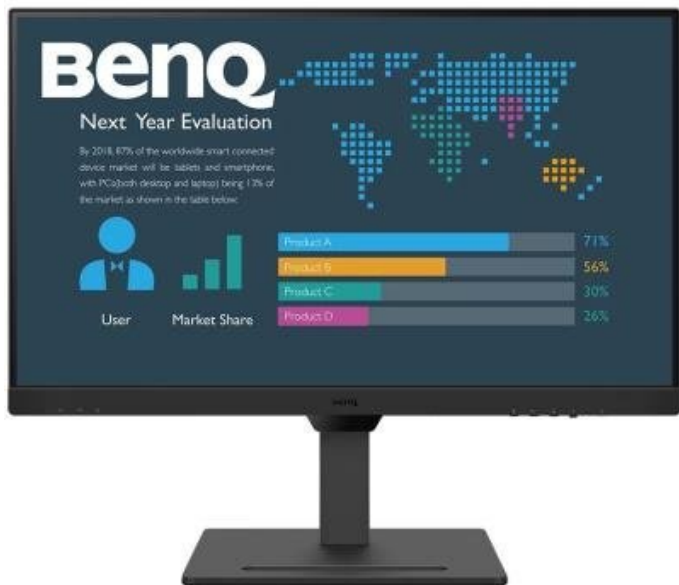 BenQ
Next Year Evaluation
By 2018, 87% of the worldwide smart connected
device market will be tablets and smartphone,
with PCs(both desktop and laptop) being 13% of
the market as shown in the table below:
User
Market Share
Product A 71%
Product B 56%
Product C 30%
Product D 26%
BenQ